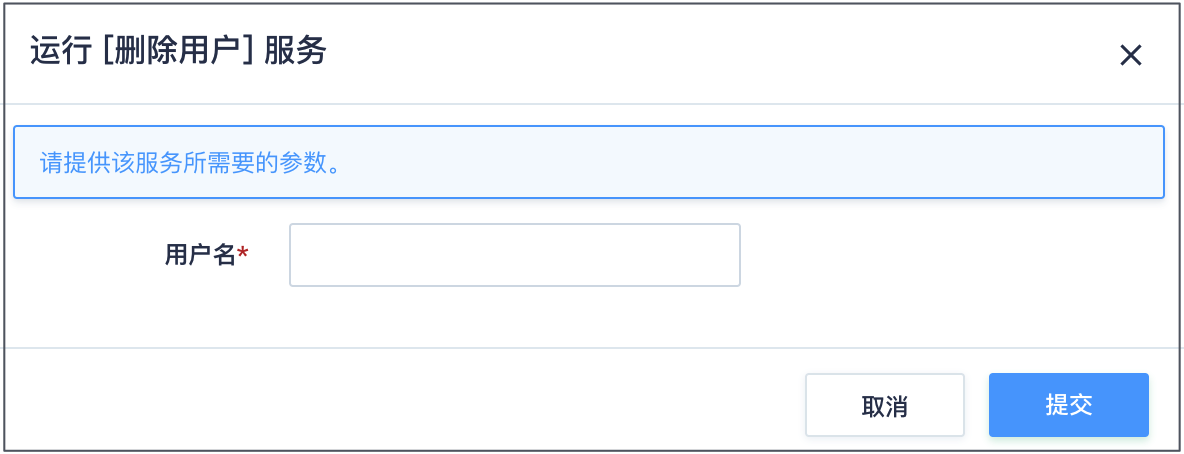 运行 [删除用户] 服务
请提供该服务所需要的参数。
用户名*
取消
提交